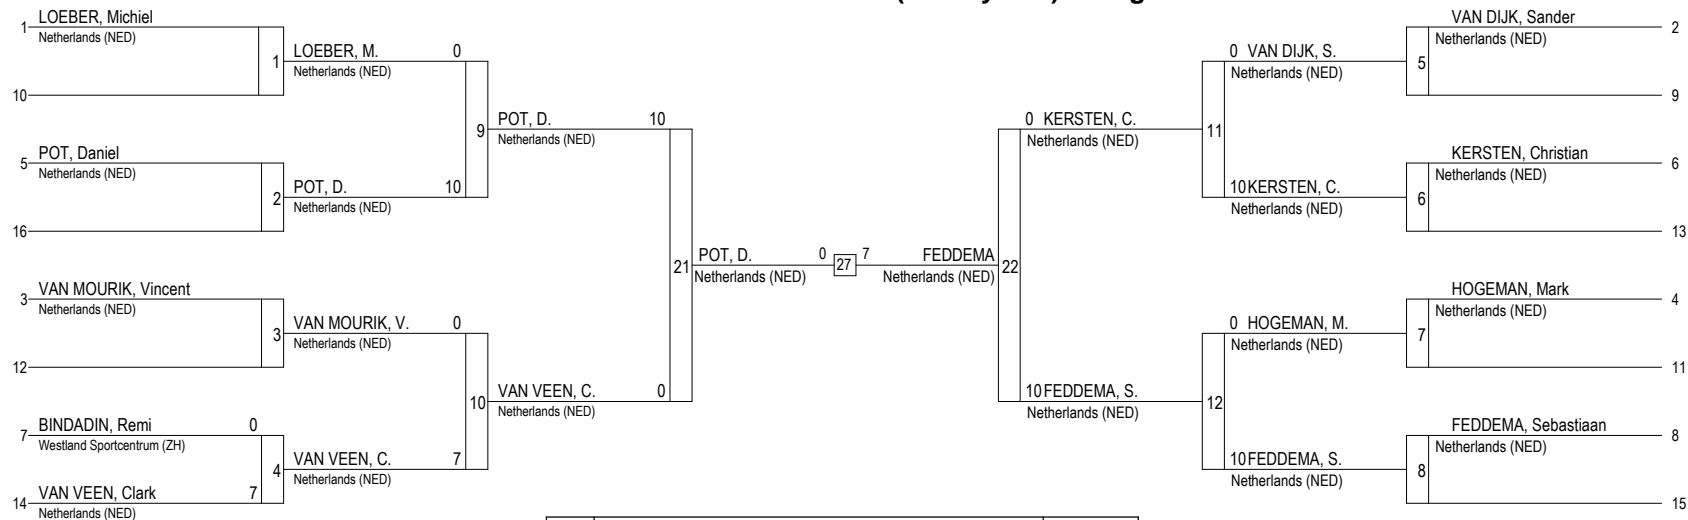 LOEBER, Michiel
1
Netherlands (NED)
1
LOEBER, M. 0
Netherlands (NED)
10
9
POT, D. 10
Netherlands (NED)
POT, Daniel
5
Netherlands (NED)
2
POT, D. 10
Netherlands (NED)
16
21
POT, D. 0
Netherlands (NED)
27
VAN MOURIK, Vincent
3
Netherlands (NED)
3
VAN MOURIK, V. 0
Netherlands (NED)
12
10
VAN VEEN, C. 0
Netherlands (NED)
BINDADIN, Remi 0
7
Westland Sportcentrum (ZH)
4
VAN VEEN, C. 7
Netherlands (NED)
VAN VEEN, Clark 7
14
Netherlands (NED)
7 FEDDEMA
Netherlands (NED)
22
0 KERSTEN, C.
Netherlands (NED)
11
0 VAN DIJK, S.
Netherlands (NED)
5
VAN DIJK, Sander
2
Netherlands (NED)
9
10 KERSTEN, C.
Netherlands (NED)
6
KERSTEN, Christian
6
Netherlands (NED)
13
10 FEDDEMA, S.
Netherlands (NED)
12
0 HOGEMAN, M.
Netherlands (NED)
7
HOGEMAN, Mark
4
Netherlands (NED)
11
10 FEDDEMA, S.
Netherlands (NED)
8
FEDDEMA, Sebastiaan
8
Netherlands (NED)
15